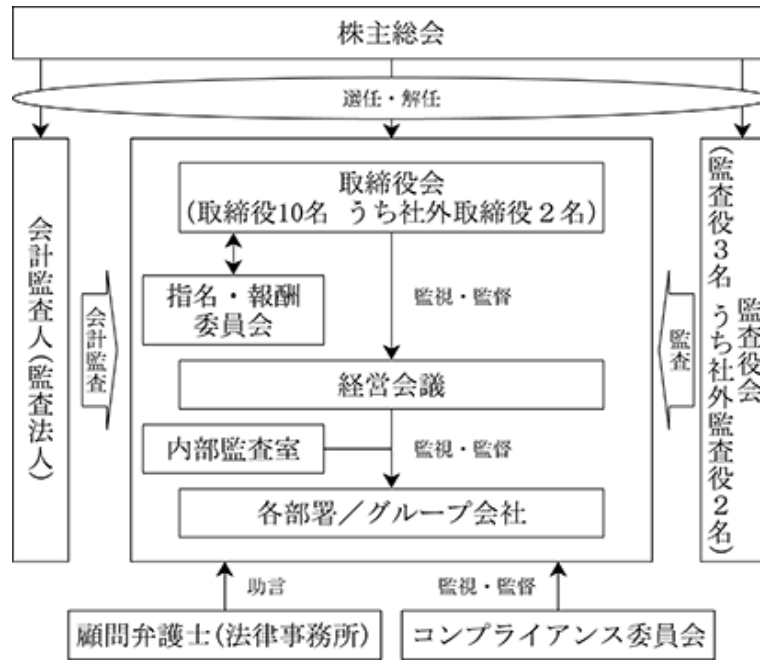 株主総会
選任・解任
会計監査人(監査法人)
会計監査
取締役会
(取締役10名 うち社外取締役2名)
指名・報酬
委員会
監視・監督
経営会議
内部監査室
監視・監督
各部署/グループ会社
監査
監査役会
(監査役3名 うち社外監査役2名)
助言
監視・監督
顧問弁護士(法律事務所)
コンプライアンス委員会